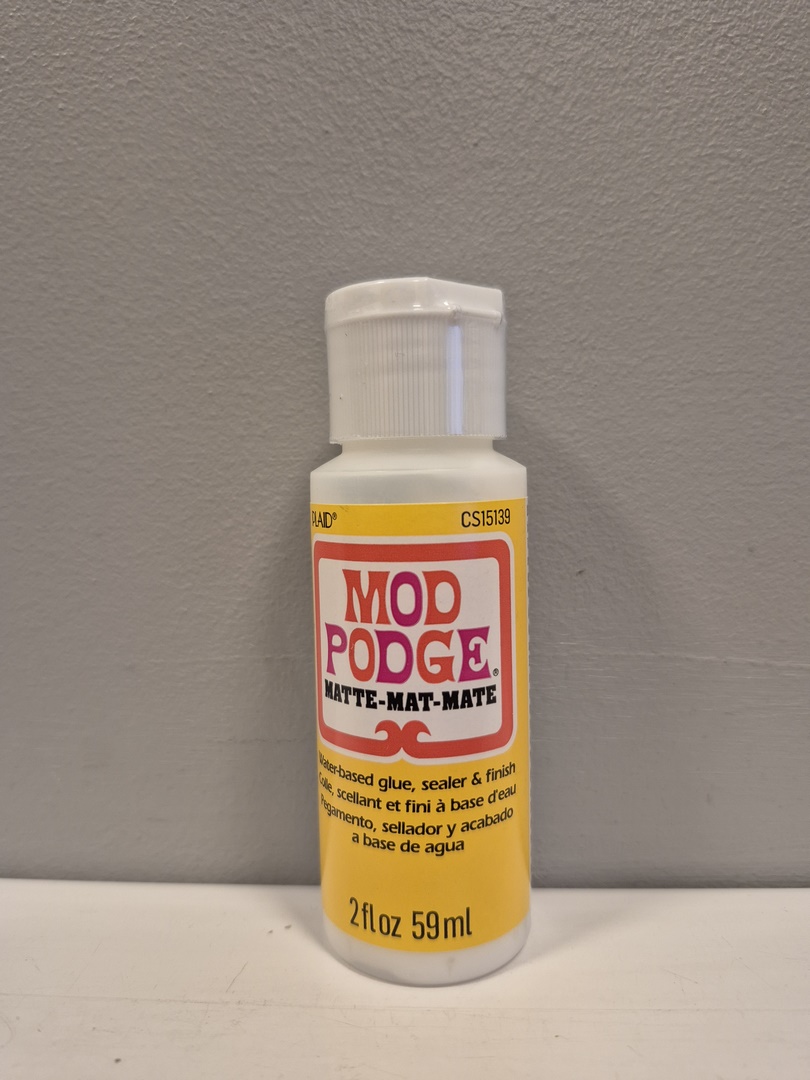 PLAID® CS15139
MOD
PODGE®
MATTE-MAT-MATE
Water-based glue, sealer & finish
Colle, scellant et fini à base d'eau
Pegamento, sellador y acabado
a base de agua
2 fl oz 59 ml